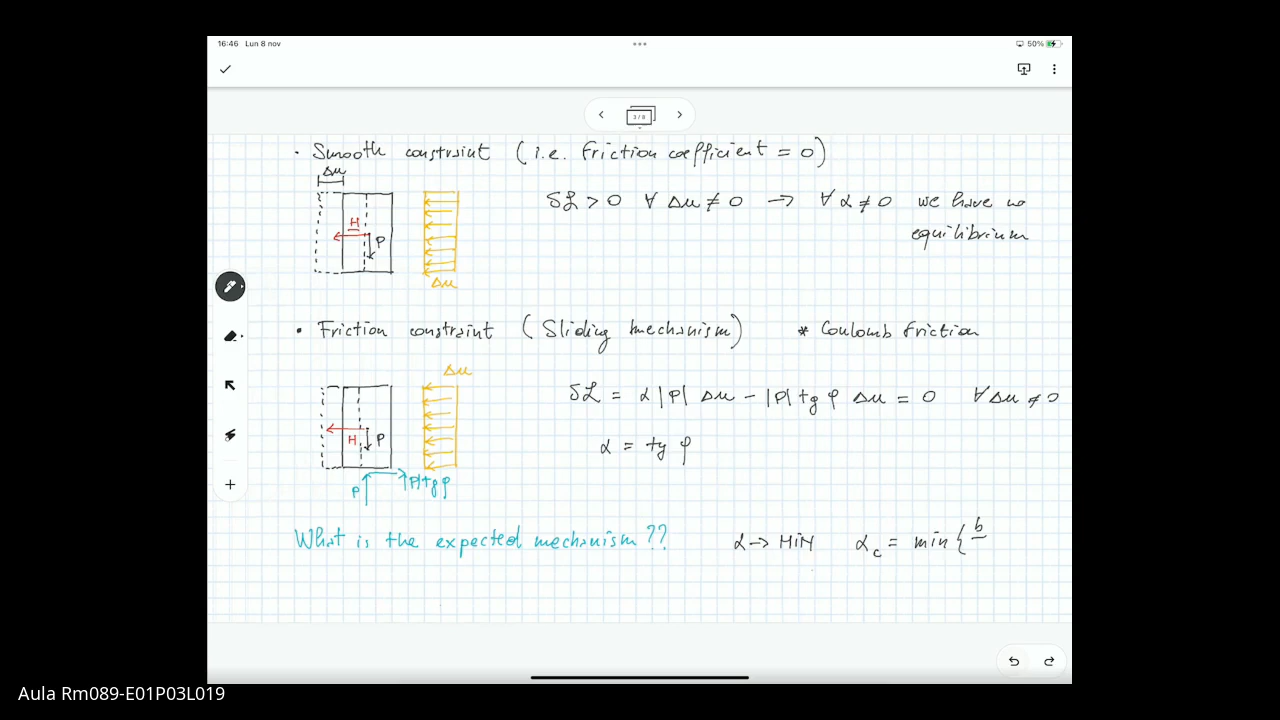 16:46 Lun 8 nov
50%
3 / 8
· Smooth constraint (i.e. Friction coefficient = 0)
Δu
H
P
Δu
δL > 0 ∀ Δu ≠ 0 → ∀ α ≠ 0 we have no
equilibrium
• Friction constraint (Sliding mechanism) * Coulomb friction
Δu
H
P
P
|P| tg φ
δL = α |P| Δu - |P| tg φ Δu = 0 ∀ Δu ≠ 0
α = tg φ
What is the expected mechanism ?? α → MIN αc = min { b
Aula Rm089-E01P03L019